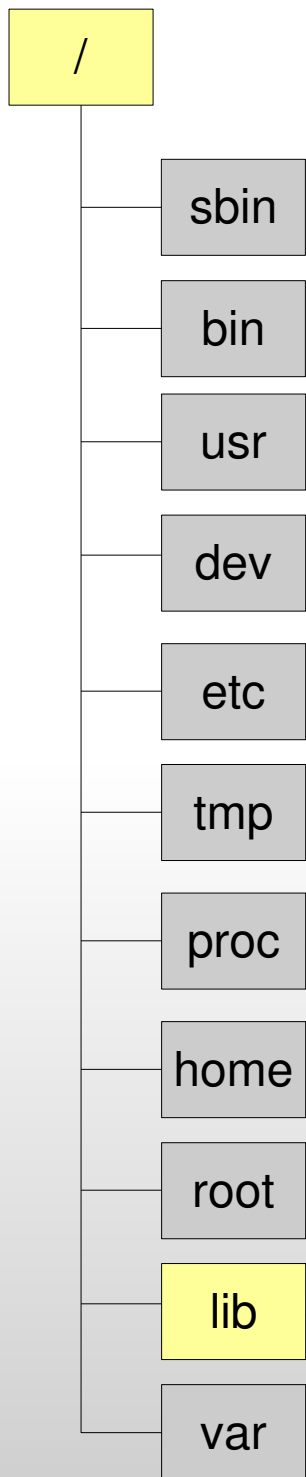 /
sbin
bin
usr
dev
etc
tmp
proc
home
root
lib
var